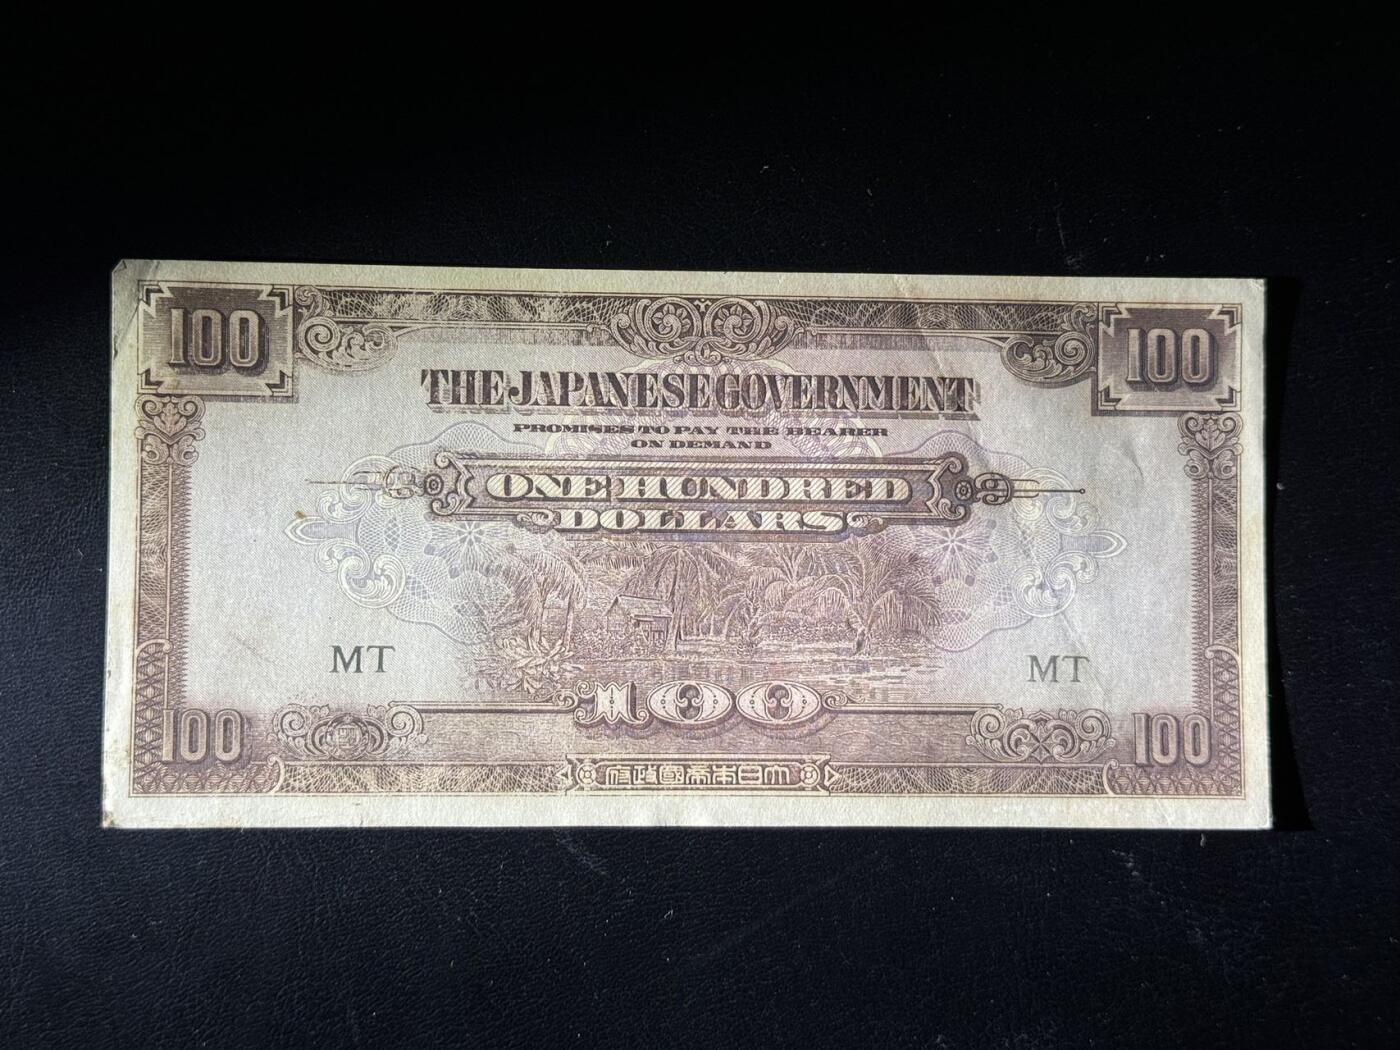 100 100
THE JAPANESE GOVERNMENT
PROMISES TO PAY THE BEARER
ON DEMAND
ONE HUNDRED
DOLLARS
MT MT
100
100 100
府政國帝本日大